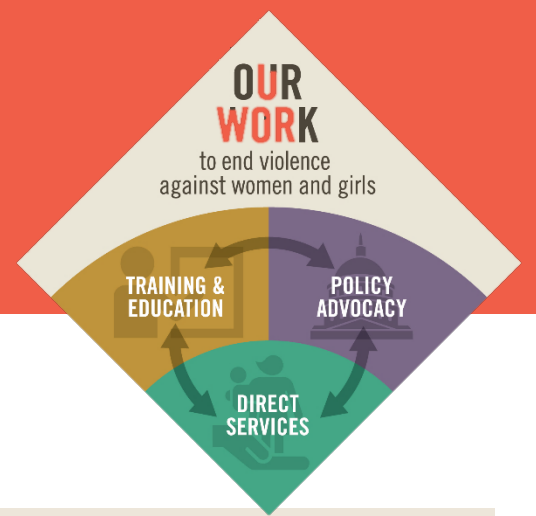 OUR
WORK
to end violence
against women and girls
TRAINING &
EDUCATION
POLICY
ADVOCACY
DIRECT
SERVICES